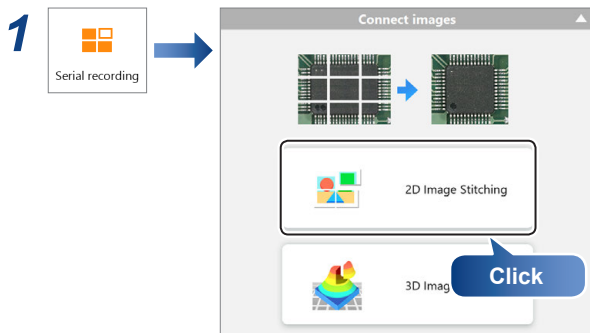 1
Serial recording
Connect images
2D Image Stitching
3D Imag
Click